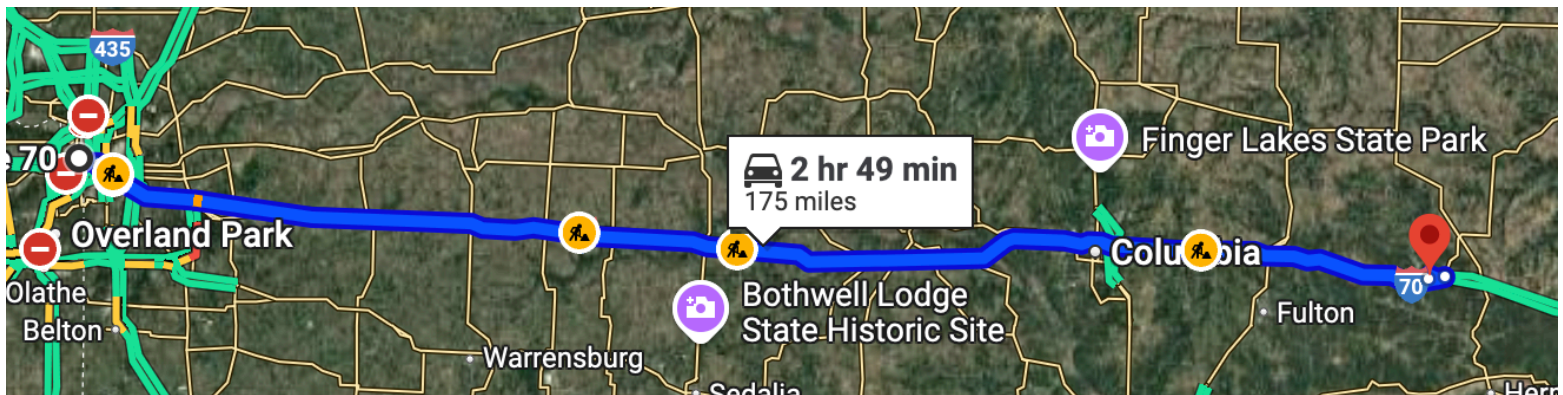 435
e 70
Overland Park
Olathe
Belton
Warrensburg
2 hr 49 min
175 miles
Bothwell Lodge
State Historic Site
Sedalia
Finger Lakes State Park
Columbia
70
Fulton
Herm